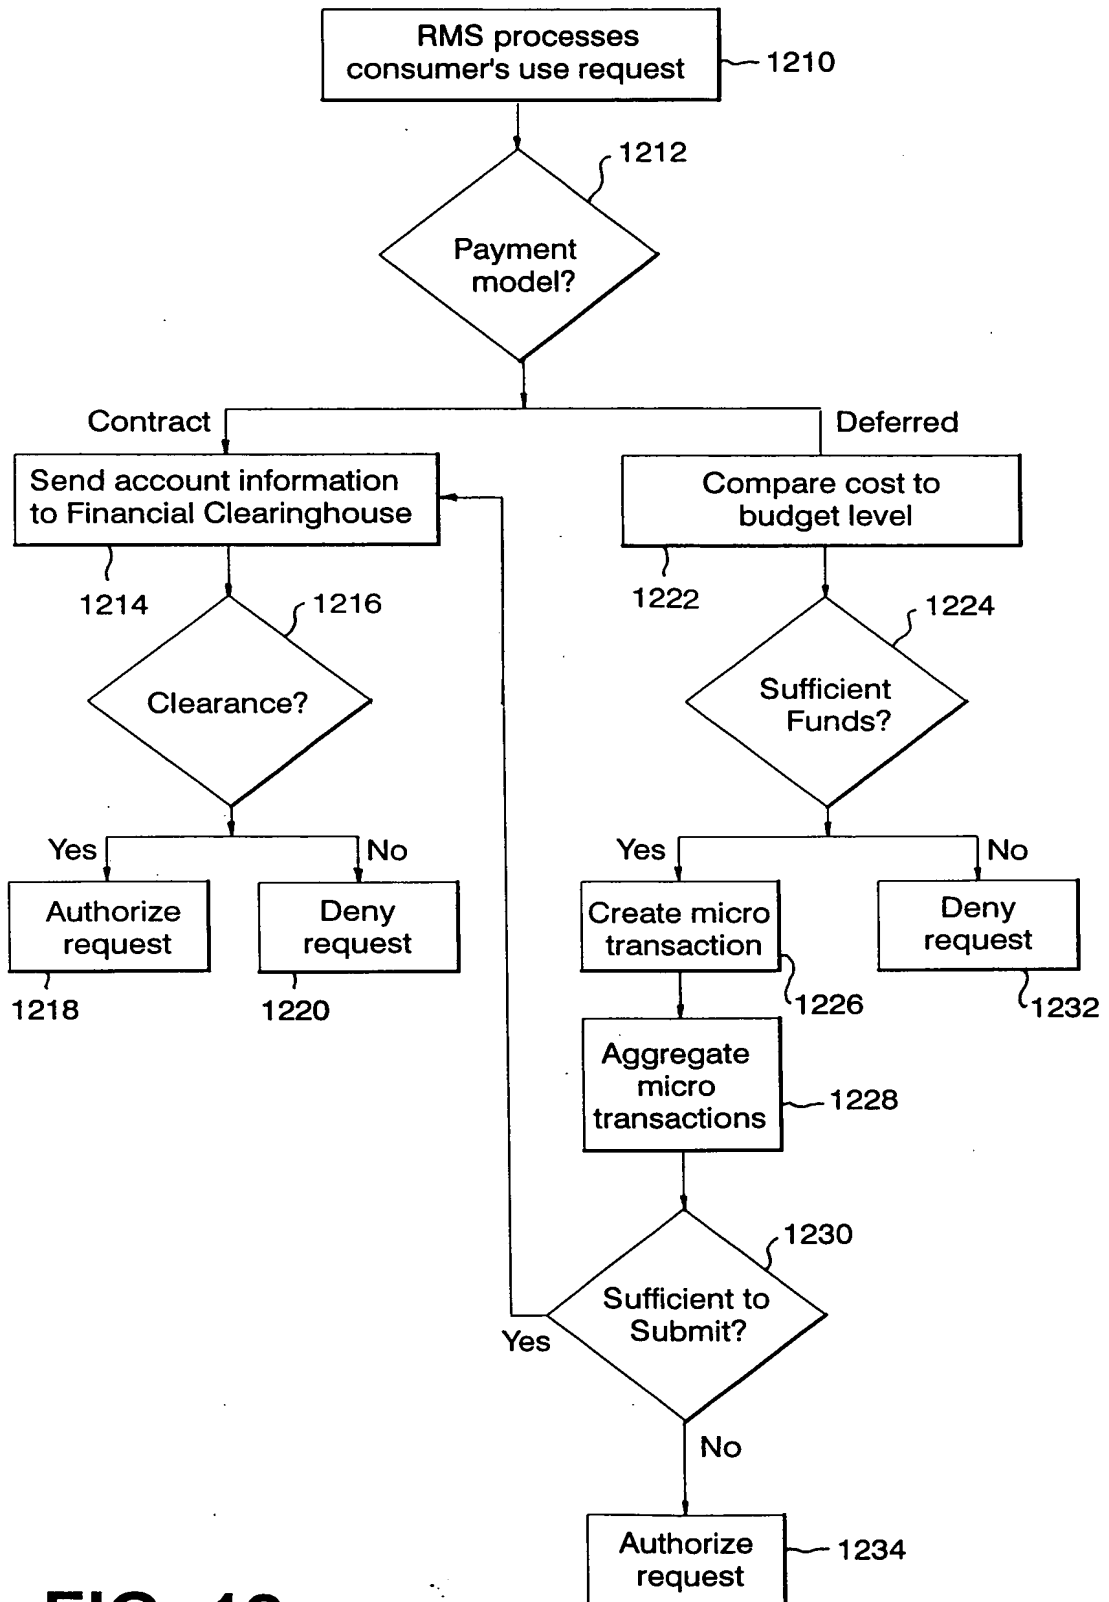 RMS processes
consumer's use request
1210
1212
Payment
model?
Contract
Deferred
Send account information
to Financial Clearinghouse
Compare cost to
budget level
1214
1222
1216
1224
Clearance?
Sufficient
Funds?
Yes
No
Yes
No
Authorize
request
Deny
request
Create micro
transaction
Deny
request
1218
1220
1226
1232
Aggregate
micro
transactions
1228
1230
Sufficient to
Submit?
Yes
No
Authorize
request
1234